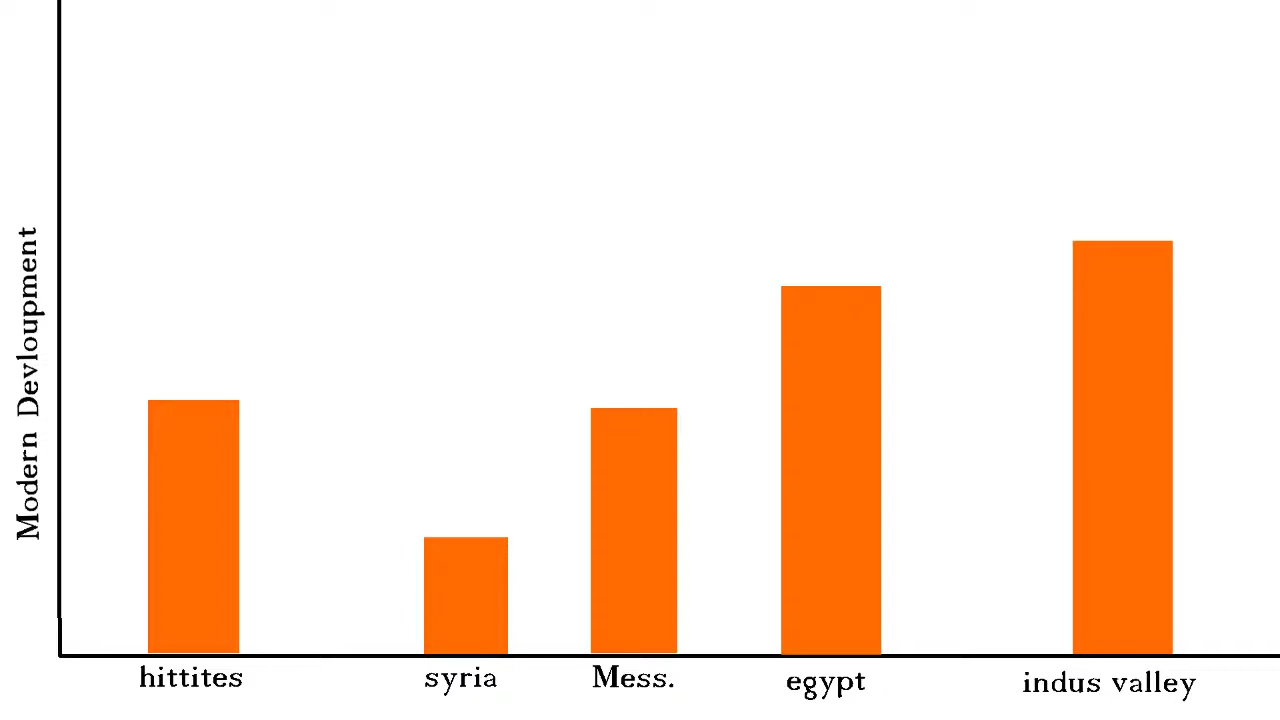 Modern Devloupment
hittites
syria
Mess.
egypt
indus valley